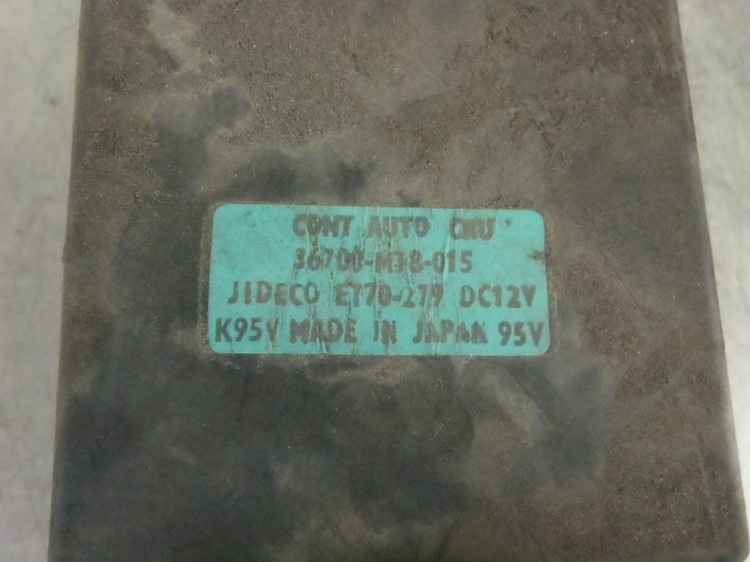 CONT AUTO CRU
36700-MT8-015
JIDECO ET70-279 DC12V
K95V MADE IN JAPAN 95V